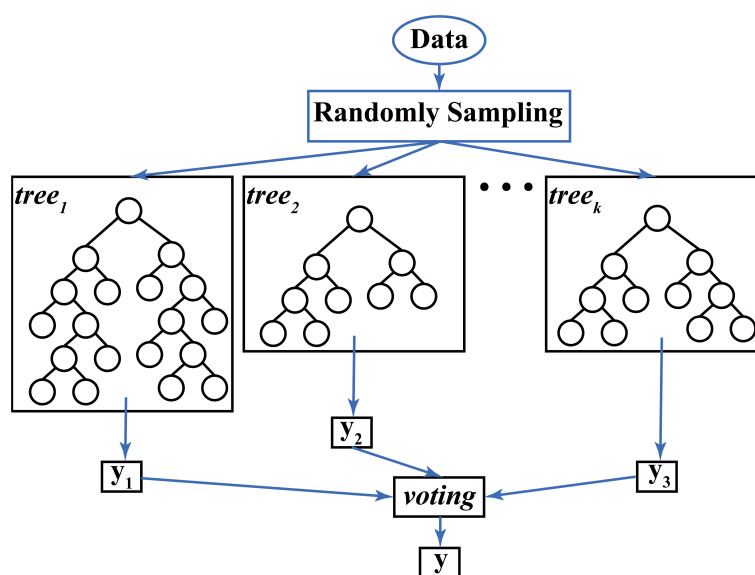 Data
Randomly Sampling
tree₁
tree₂
• • •
treeₖ
y₂
y₁
y₃
voting
y